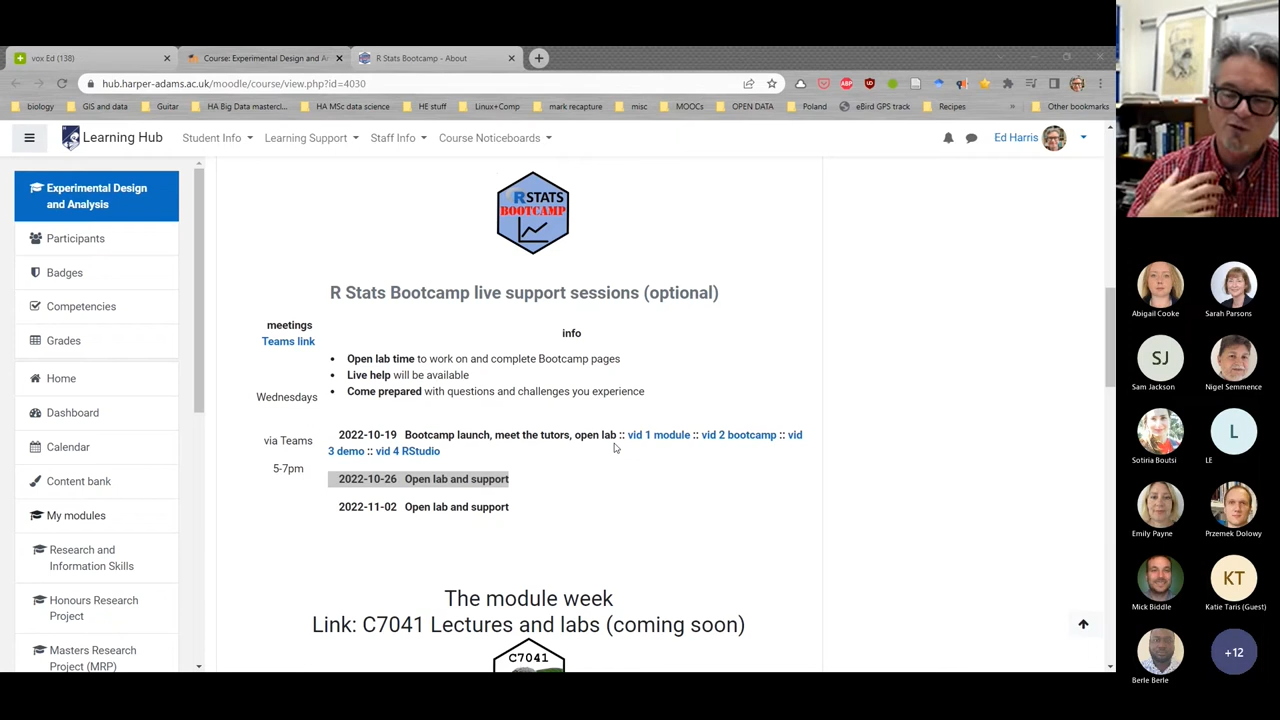 vox Ed (138)
Course: Experimental Design and An
R Stats Bootcamp - About
hub.harper-adams.ac.uk/moodle/course/view.php?id=4030
biology
GIS and data
Guitar
HA Big Data mastercl...
HA MSc data science
HE stuff
Linux+Comp
mark recapture
misc
MOOCs
OPEN DATA
Poland
eBird GPS track
Recipes
»
Other bookmarks
Learning Hub
Student Info
Learning Support
Staff Info
Course Noticeboards
Ed Harris
Experimental Design
and Analysis
Participants
Badges
Competencies
Grades
Home
Dashboard
Calendar
Content bank
My modules
Research and
Information Skills
Honours Research
Project
Masters Research
Project (MRP)
RSTATS
BOOTCAMP
R Stats Bootcamp live support sessions (optional)
meetings
Teams link
info
Open lab time to work on and complete Bootcamp pages
Live help will be available
Come prepared with questions and challenges you experience
Wednesdays
via Teams
5-7pm
2022-10-19 Bootcamp launch, meet the tutors, open lab :: vid 1 module :: vid 2 bootcamp :: vid
3 demo :: vid 4 RStudio
2022-10-26 Open lab and support
2022-11-02 Open lab and support
The module week
Link: C7041 Lectures and labs (coming soon)
C7041
Abigail Cooke
Sarah Parsons
SJ
Sam Jackson
Nigel Semmence
Sotiria Boutsi
L
LE
Emily Payne
Przemek Dolowy
Mick Biddle
KT
Katie Taris (Guest)
Berle Berle
+12